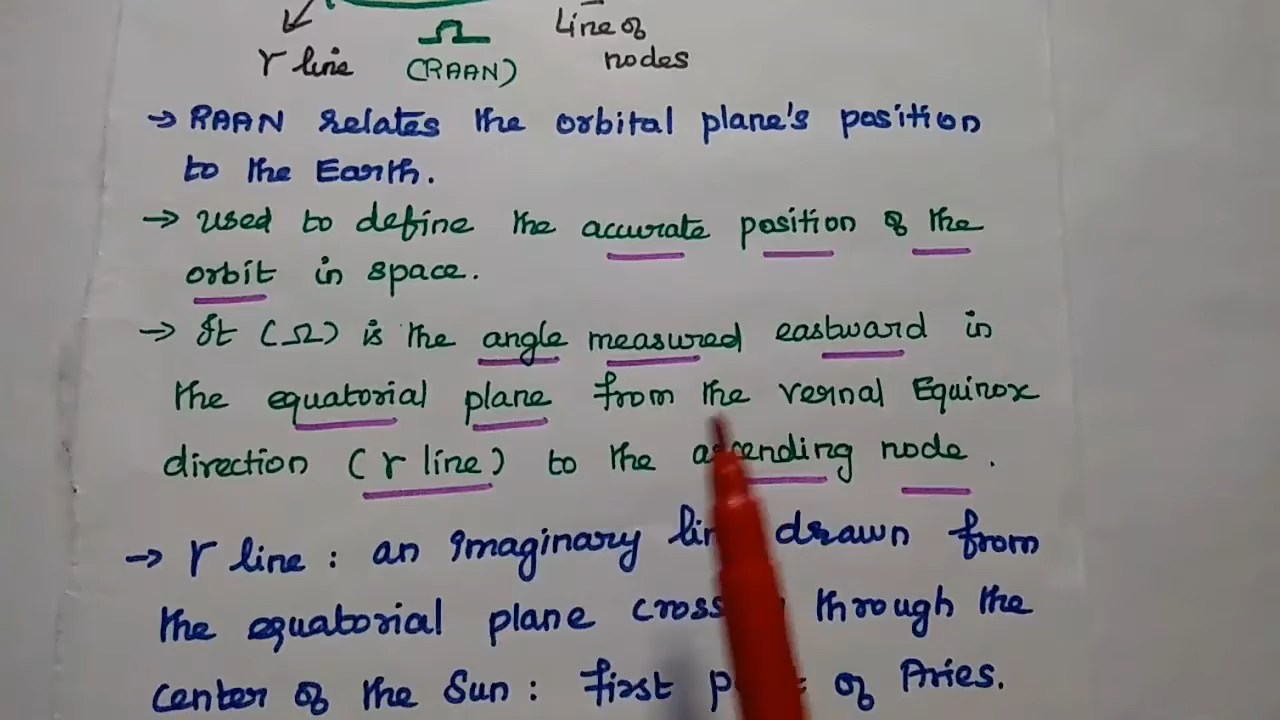 Line of
nodes
Ω
γ line (RAAN)
→ RAAN relates the orbital plane's position
to the Earth.
→ used to define the accurate position of the
orbit in space.
→ It (Ω) is the angle measured eastward in
the equatorial plane from the vernal Equinox
direction (γ line) to the ascending node.
→ γ line : an imaginary line drawn from
the equatorial plane through the
center of the Sun : first of Aries.